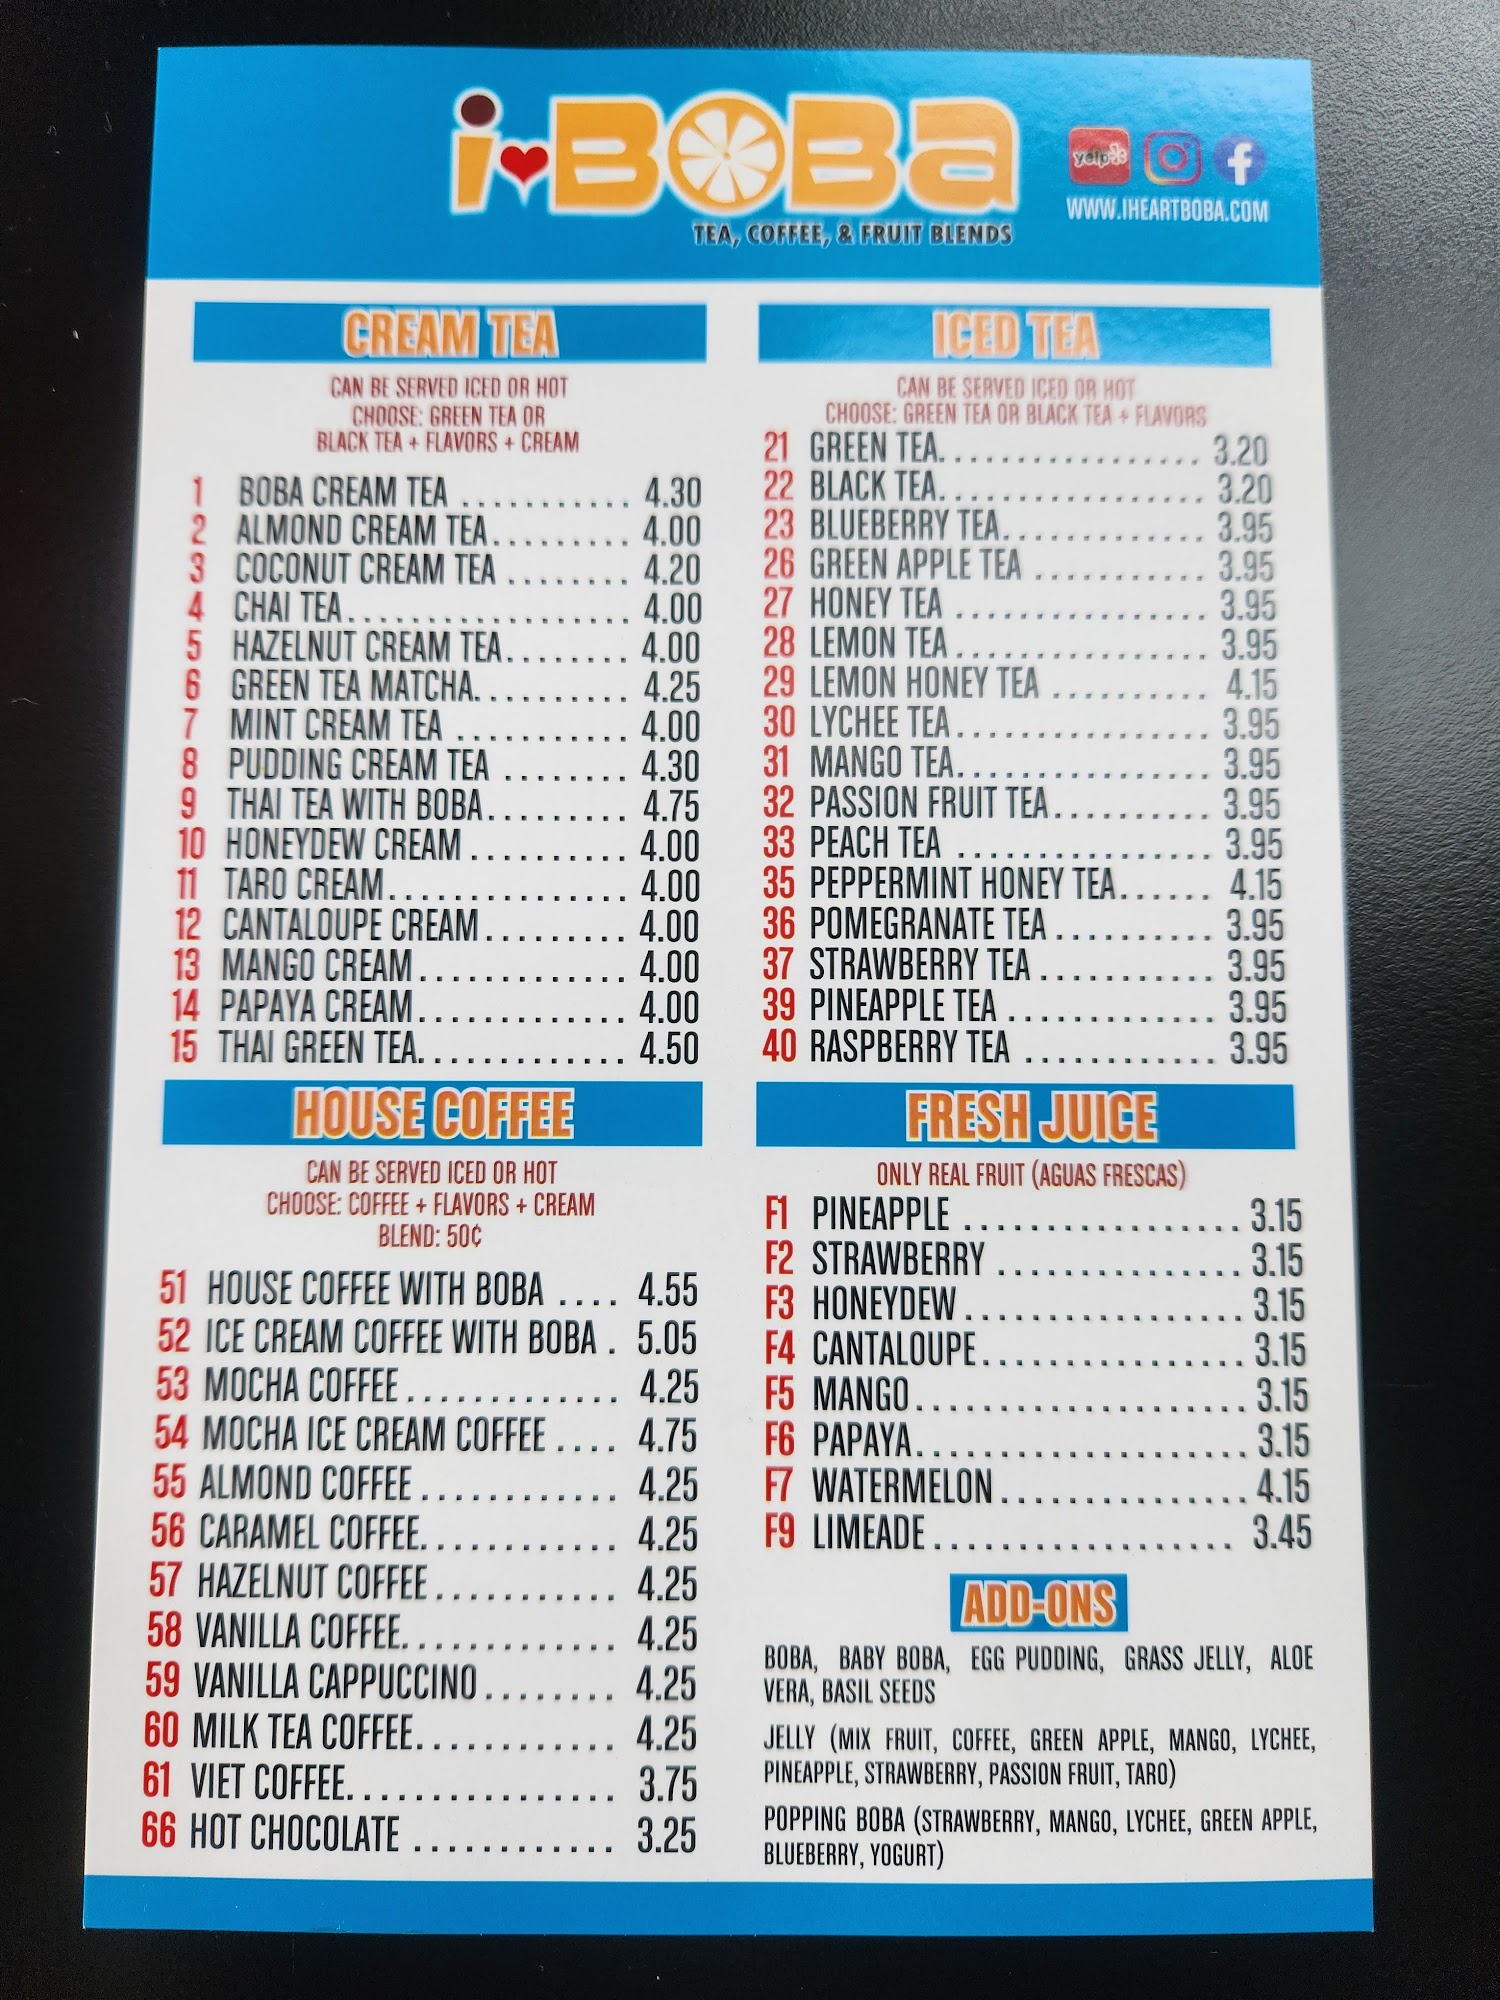 i♥BOBA
TEA, COFFEE, & FRUIT BLENDS
yelp
WWW.IHEARTBOBA.COM
CREAM TEA
CAN BE SERVED ICED OR HOT
CHOOSE: GREEN TEA OR
BLACK TEA + FLAVORS + CREAM
1 BOBA CREAM TEA ........... 4.30
2 ALMOND CREAM TEA......... 4.00
3 COCONUT CREAM TEA ........ 4.20
4 CHAI TEA.................. 4.00
5 HAZELNUT CREAM TEA........ 4.00
6 GREEN TEA MATCHA.......... 4.25
7 MINT CREAM TEA ........... 4.00
8 PUDDING CREAM TEA ........ 4.30
9 THAI TEA WITH BOBA......... 4.75
10 HONEYDEW CREAM .......... 4.00
11 TARO CREAM............... 4.00
12 CANTALOUPE CREAM......... 4.00
13 MANGO CREAM............. 4.00
14 PAPAYA CREAM............. 4.00
15 THAI GREEN TEA............. 4.50
HOUSE COFFEE
CAN BE SERVED ICED OR HOT
CHOOSE: COFFEE + FLAVORS + CREAM
BLEND: 50¢
51 HOUSE COFFEE WITH BOBA .... 4.55
52 ICE CREAM COFFEE WITH BOBA . 5.05
53 MOCHA COFFEE............. 4.25
54 MOCHA ICE CREAM COFFEE .... 4.75
55 ALMOND COFFEE............ 4.25
56 CARAMEL COFFEE............ 4.25
57 HAZELNUT COFFEE........... 4.25
58 VANILLA COFFEE............. 4.25
59 VANILLA CAPPUCCINO........ 4.25
60 MILK TEA COFFEE............ 4.25
61 VIET COFFEE................ 3.75
66 HOT CHOCOLATE ............ 3.25
ICED TEA
CAN BE SERVED ICED OR HOT
CHOOSE: GREEN TEA OR BLACK TEA + FLAVORS
21 GREEN TEA................. 3.20
22 BLACK TEA................. 3.20
23 BLUEBERRY TEA............. 3.95
26 GREEN APPLE TEA ........... 3.95
27 HONEY TEA ................ 3.95
28 LEMON TEA ................ 3.95
29 LEMON HONEY TEA .......... 4.15
30 LYCHEE TEA................ 3.95
31 MANGO TEA................ 3.95
32 PASSION FRUIT TEA.......... 3.95
33 PEACH TEA ................ 3.95
35 PEPPERMINT HONEY TEA...... 4.15
36 POMEGRANATE TEA .......... 3.95
37 STRAWBERRY TEA ........... 3.95
39 PINEAPPLE TEA ............. 3.95
40 RASPBERRY TEA ............ 3.95
FRESH JUICE
ONLY REAL FRUIT (AGUAS FRESCAS)
F1 PINEAPPLE ................. 3.15
F2 STRAWBERRY ............... 3.15
F3 HONEYDEW ................. 3.15
F4 CANTALOUPE................ 3.15
F5 MANGO.................... 3.15
F6 PAPAYA.................... 3.15
F7 WATERMELON............... 4.15
F9 LIMEADE................... 3.45
ADD-ONS
BOBA, BABY BOBA, EGG PUDDING, GRASS JELLY, ALOE
VERA, BASIL SEEDS
JELLY (MIX FRUIT, COFFEE, GREEN APPLE, MANGO, LYCHEE,
PINEAPPLE, STRAWBERRY, PASSION FRUIT, TARO)
POPPING BOBA (STRAWBERRY, MANGO, LYCHEE, GREEN APPLE,
BLUEBERRY, YOGURT)